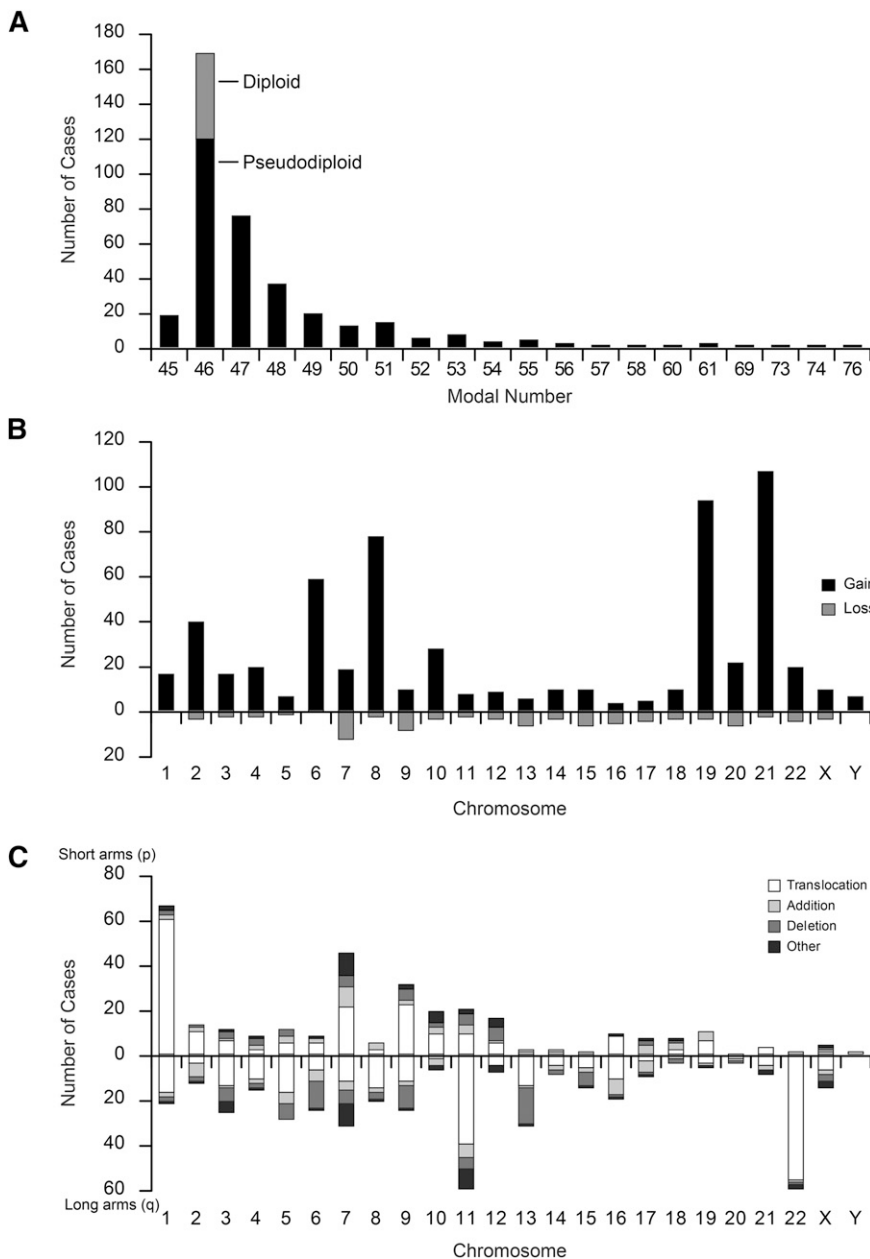 A
180
160
140
120
100
80
60
40
20
0
Number of Cases
Diploid
Pseudodiploid
45 46 47 48 49 50 51 52 53 54 55 56 57 58 60 61 69 73 74 76
Modal Number
B
120
100
80
60
40
20
0
20
Number of Cases
Gain
Loss
1 2 3 4 5 6 7 8 9 10 11 12 13 14 15 16 17 18 19 20 21 22 X Y
Chromosome
C
Short arms (p)
80
60
40
20
0
20
40
60
Number of Cases
Translocation
Addition
Deletion
Other
Long arms (q)
1 2 3 4 5 6 7 8 9 10 11 12 13 14 15 16 17 18 19 20 21 22 X Y
Chromosome